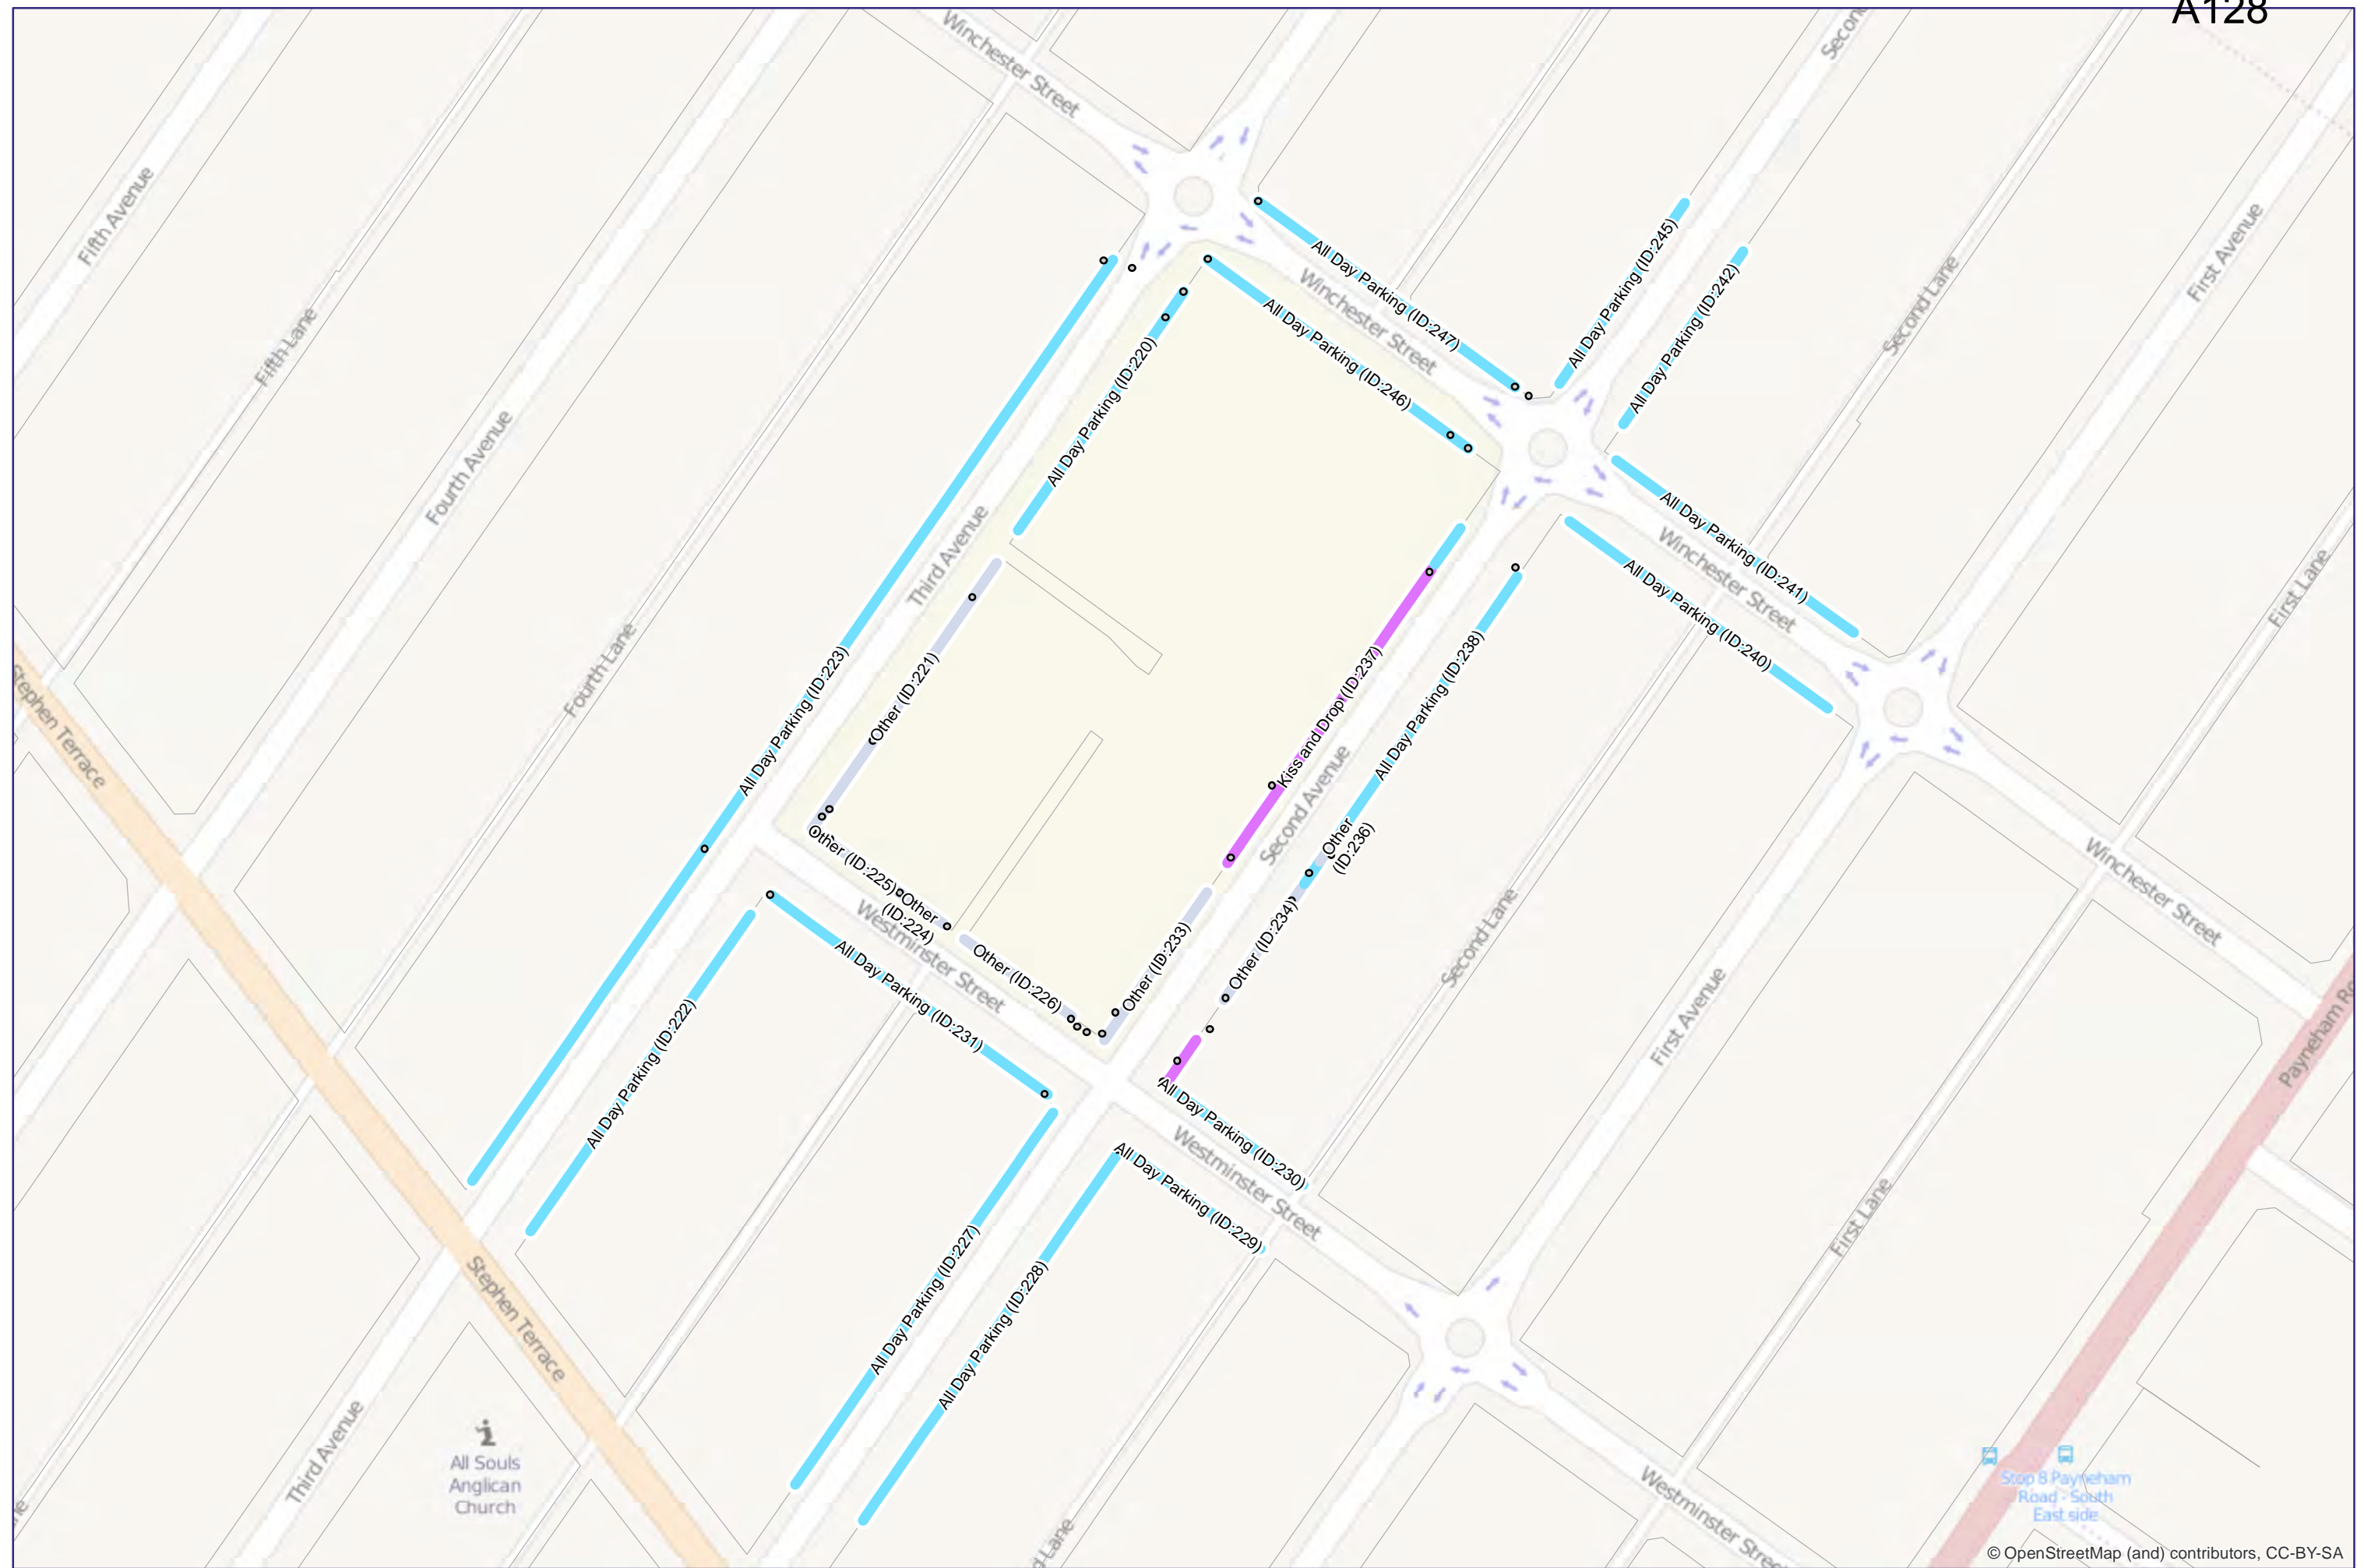 A128
Winchester Street
Second
Fifth Avenue
Fifth Lane
Fourth Avenue
Fourth Lane
Third Avenue
All Day Parking (ID:247)
Winchester Street
All Day Parking (ID:246)
All Day Parking (ID:245)
All Day Parking (ID:242)
Second Lane
First Avenue
All Day Parking (ID:220)
All Day Parking (ID:241)
Winchester Street
All Day Parking (ID:240)
First Lane
All Day Parking (ID:223)
Other (ID:221)
Kiss and Drop (ID:237)
All Day Parking (ID:238)
Second Avenue
Other
(ID:236)
Stephen Terrace
Other (ID:225)
Other
(ID:224)
Westminster Street
Other (ID:226)
Other (ID:233)
Other (ID:234)
Second Lane
Winchester Street
All Day Parking (ID:231)
All Day Parking (ID:222)
First Avenue
Payneham Ro
All Day Parking (ID:230)
Westminster Street
All Day Parking (ID:229)
First Lane
All Day Parking (ID:227)
All Day Parking (ID:228)
Stephen Terrace
Third Avenue
All Souls
Anglican
Church
Westminster Street
Stop 8 Payneham
Road - South
East side
d Lane
ne
© OpenStreetMap (and) contributors, CC-BY-SA